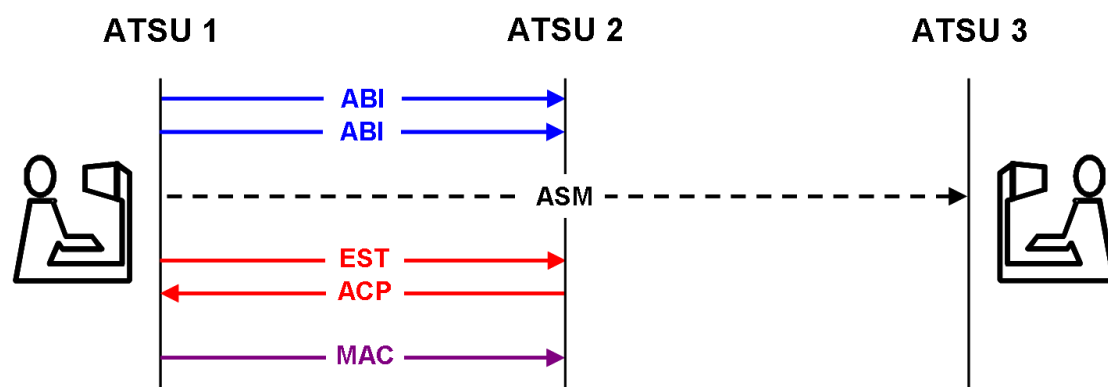 ATSU 1 ATSU 2 ATSU 3
ABI
ABI
ASM
EST
ACP
MAC